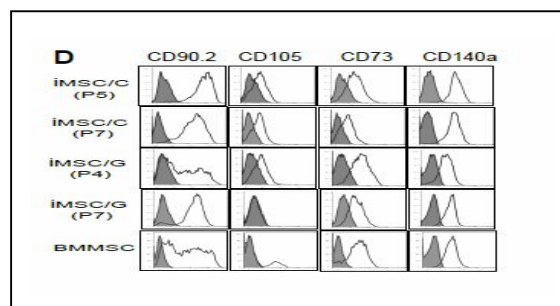 D
CD90.2 CD105 CD73 CD140a
iMSC/C
(P5)
iMSC/C
(P7)
iMSC/G
(P4)
iMSC/G
(P7)
BMMSC